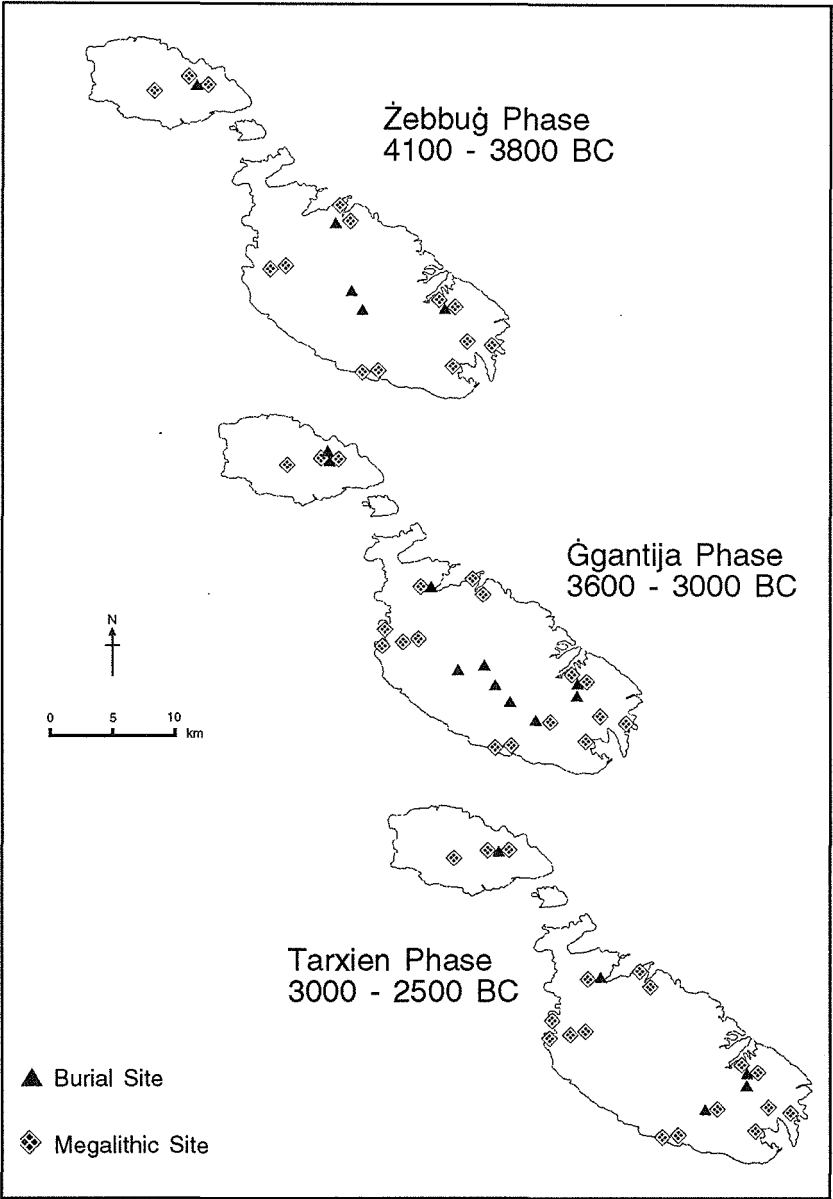 Żebbuġ Phase
4100 - 3800 BC
Ġgantija Phase
3600 - 3000 BC
N
0 5 10
km
Tarxien Phase
3000 - 2500 BC
Burial Site
Megalithic Site